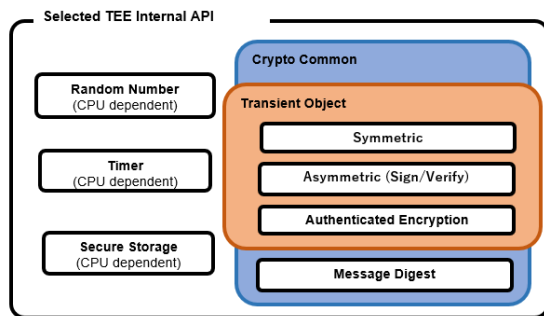 Selected TEE Internal API
Random Number
(CPU dependent)
Timer
(CPU dependent)
Secure Storage
(CPU dependent)
Crypto Common
Transient Object
Symmetric
Asymmetric (Sign/Verify)
Authenticated Encryption
Message Digest